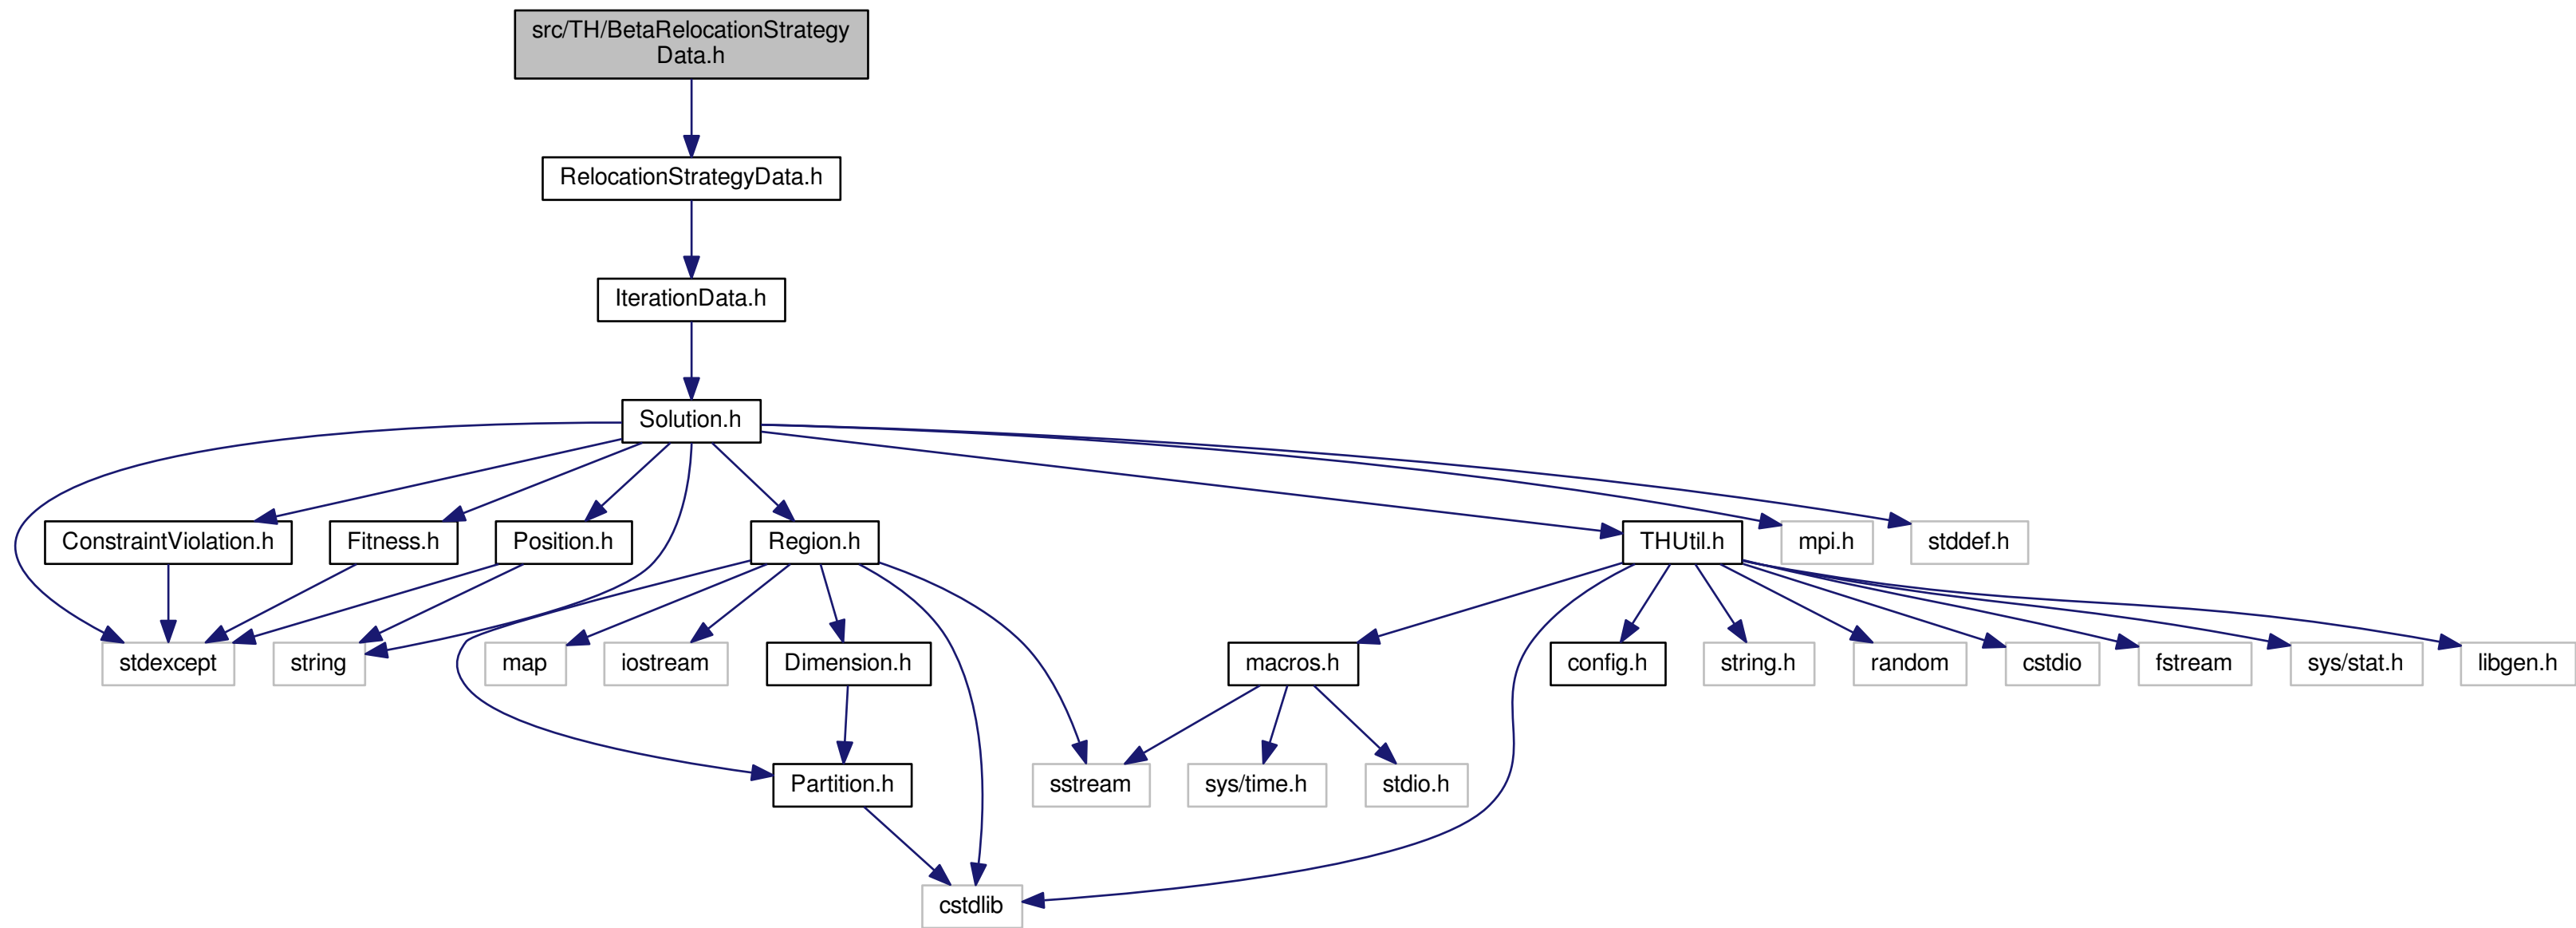 src/TH/BetaRelocationStrategy
Data.h
RelocationStrategyData.h
IterationData.h
Solution.h
ConstraintViolation.h
Fitness.h
Position.h
Region.h
THUtil.h
mpi.h
stddef.h
stdexcept
string
map
iostream
Dimension.h
macros.h
config.h
string.h
random
cstdio
fstream
sys/stat.h
libgen.h
Partition.h
sstream
sys/time.h
stdio.h
cstdlib